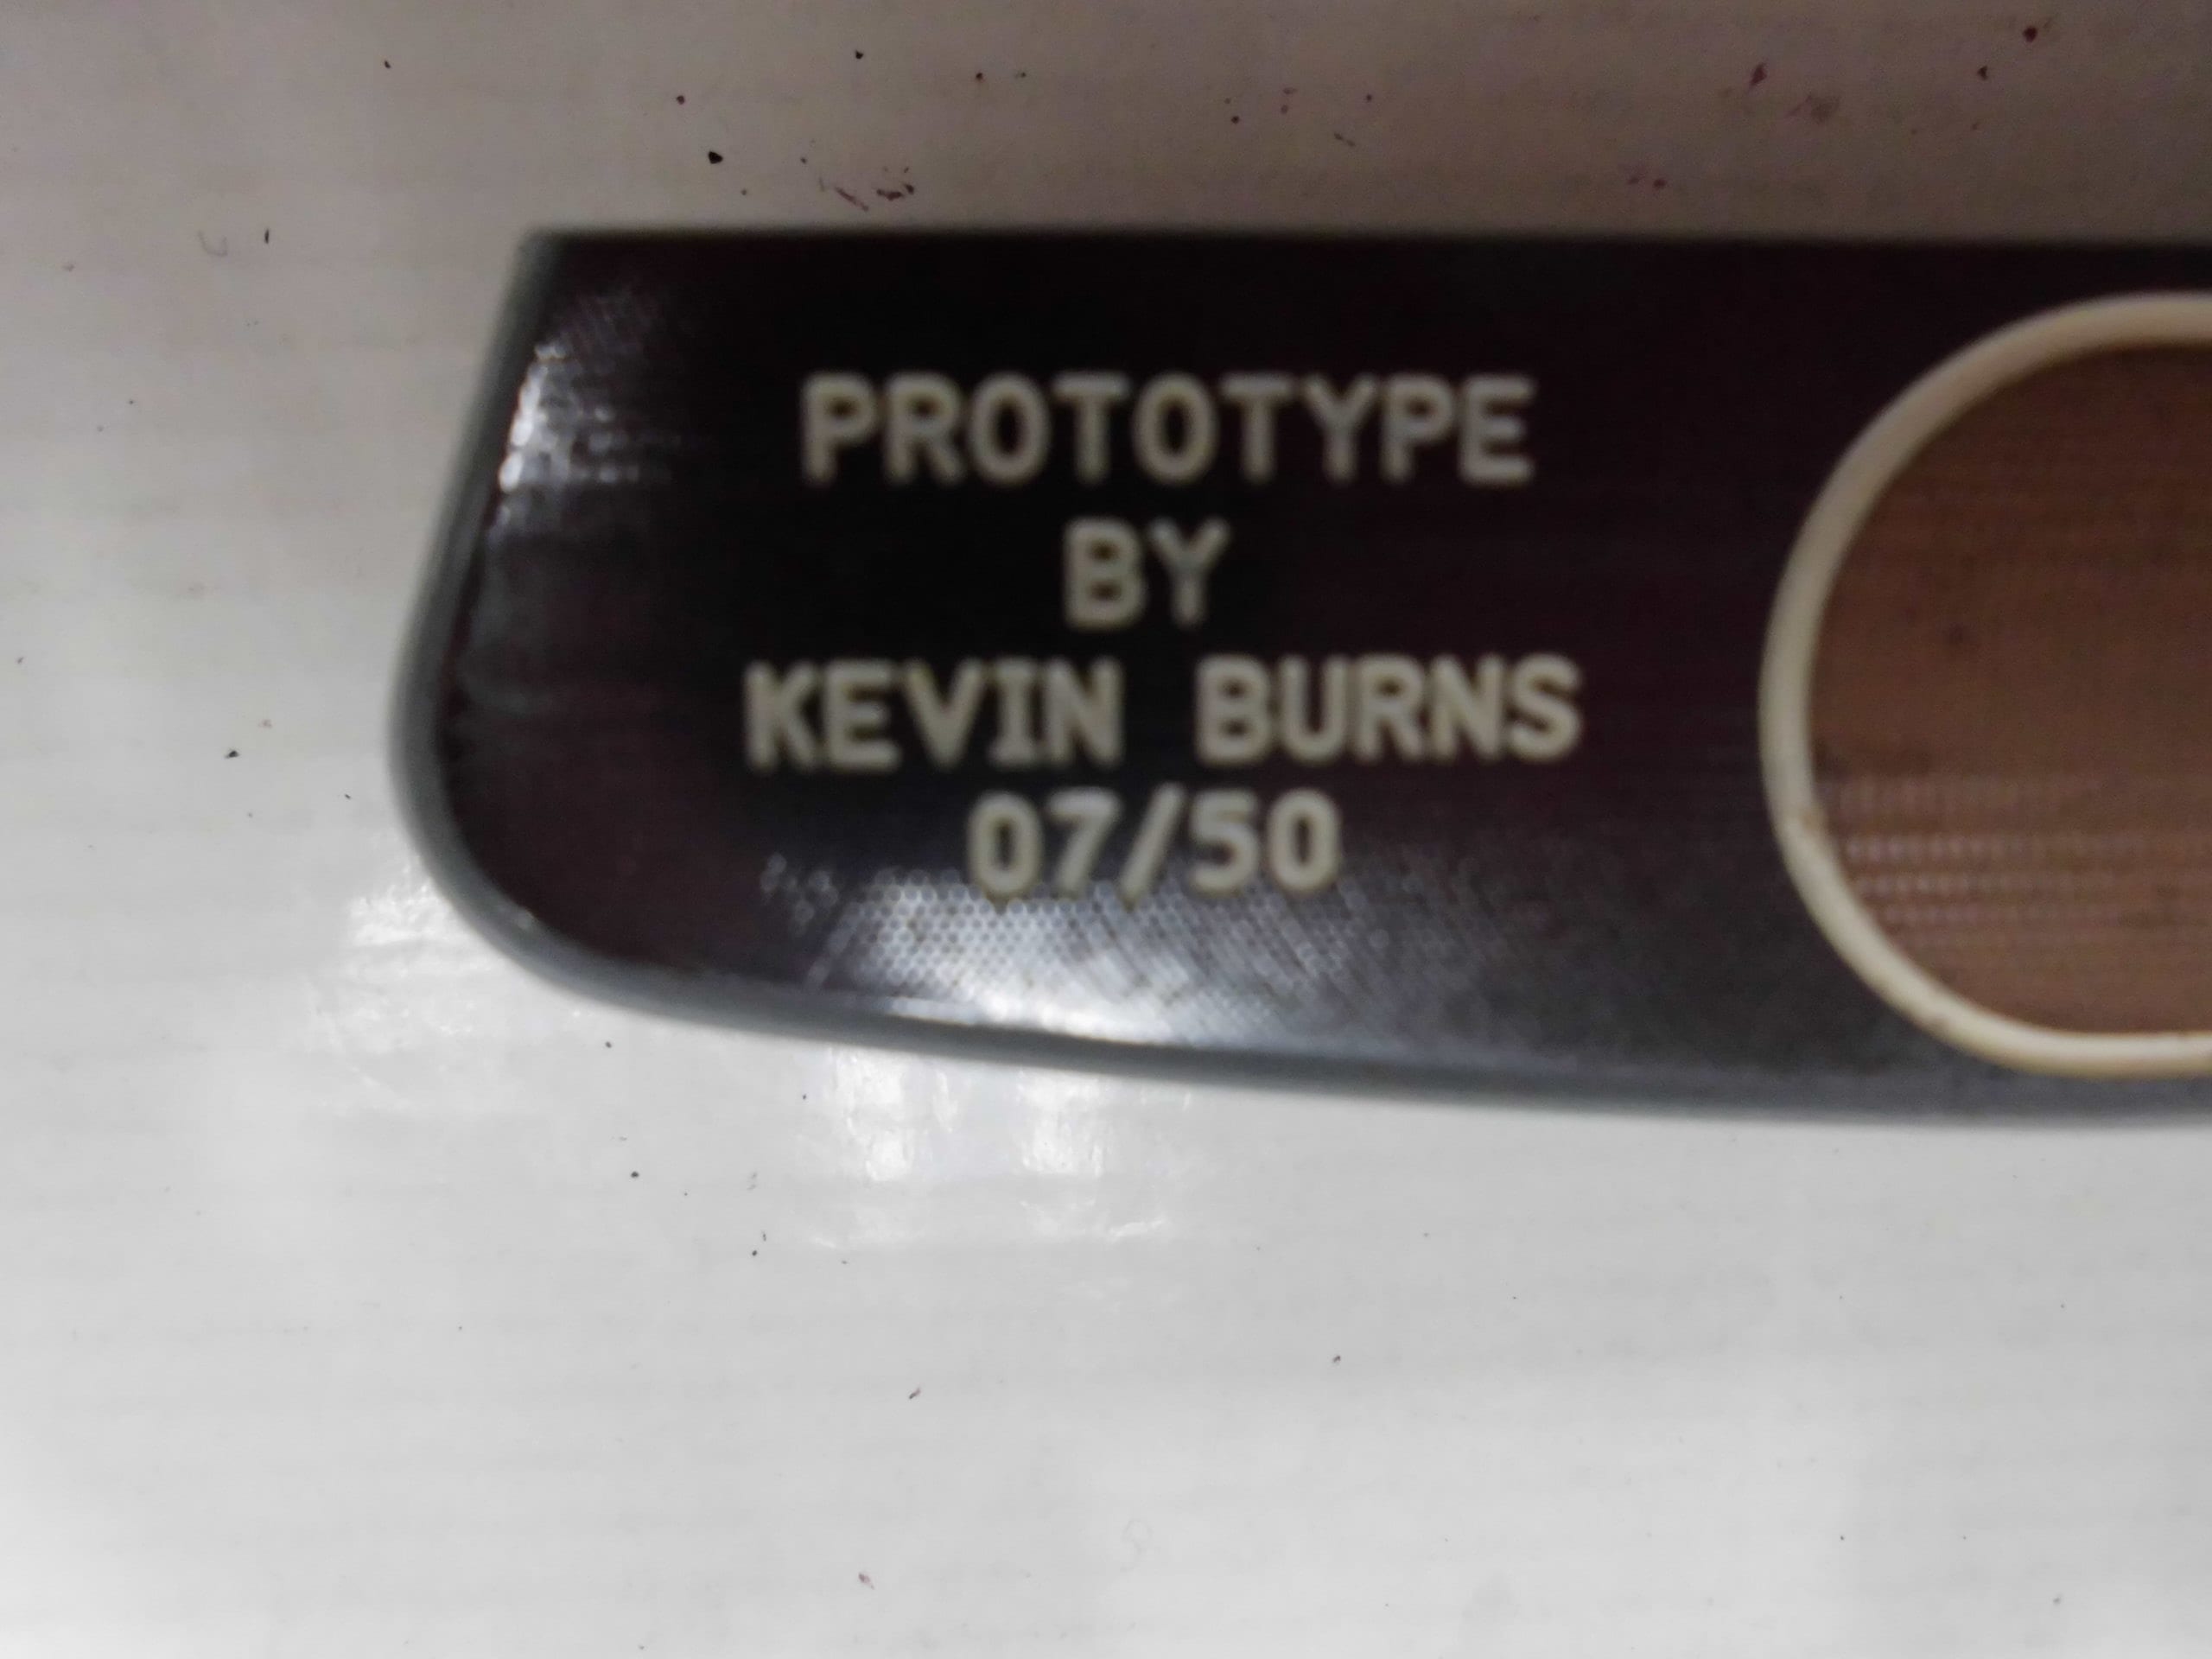 PROTOTYPE
BY
KEVIN BURNS
07/50